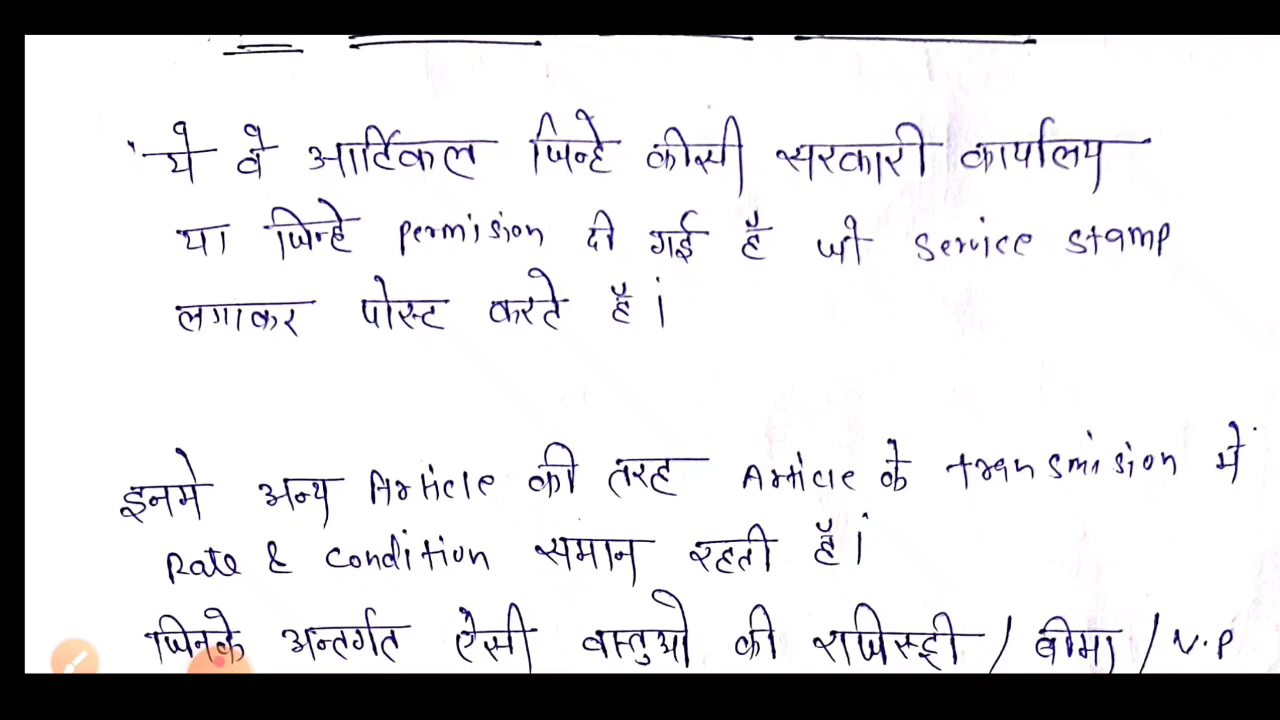 ये वे आर्टिकल जिन्हे कीसी सरकारी कार्यालय
या जिन्हे permision दी गई है जो service stamp
लगाकर पोस्ट करते है।
इनमे अन्य Article की तरह Article के transmision में
Rate & condition समान रहती है।
जिनके अन्तर्गत ऐसी वस्तुओ की राजिस्ट्री / बीमा / V.P